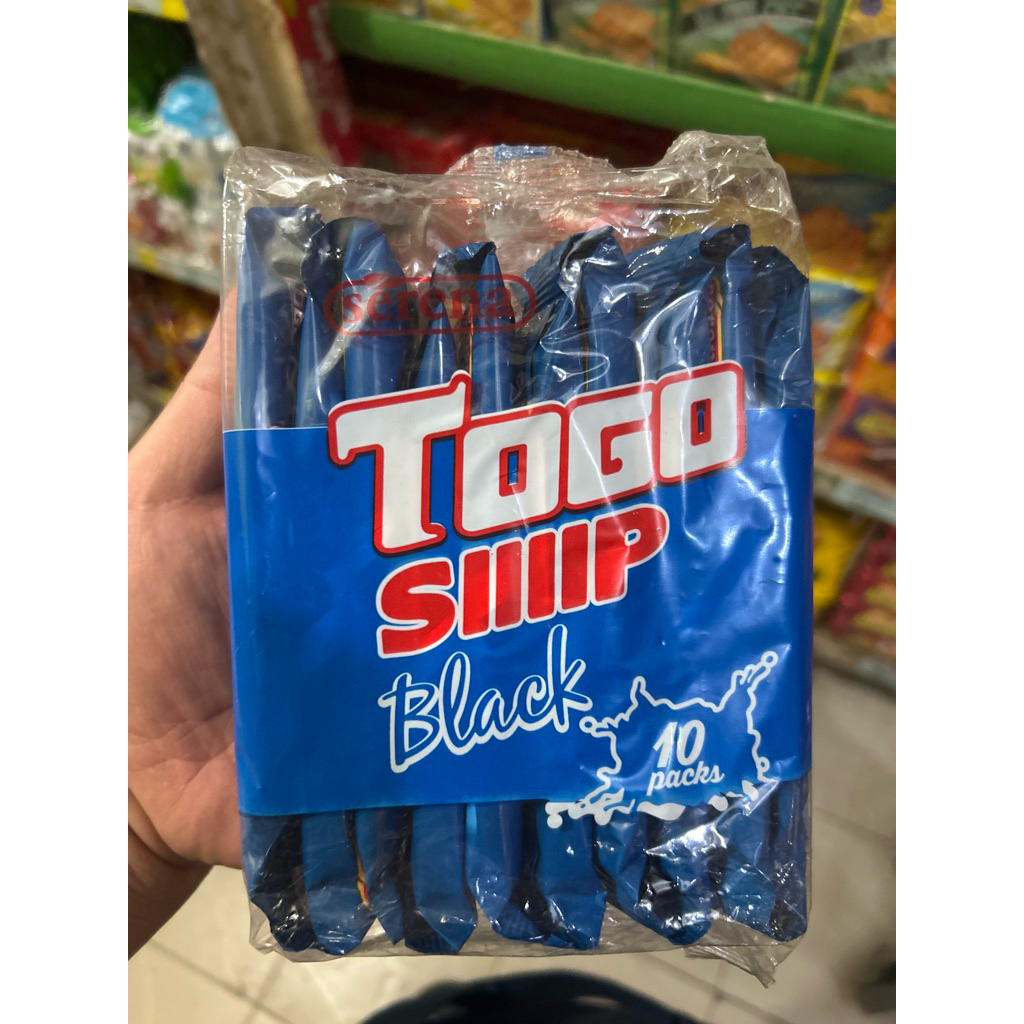 serena
TOGO
SIIIIP
Black
10
packs